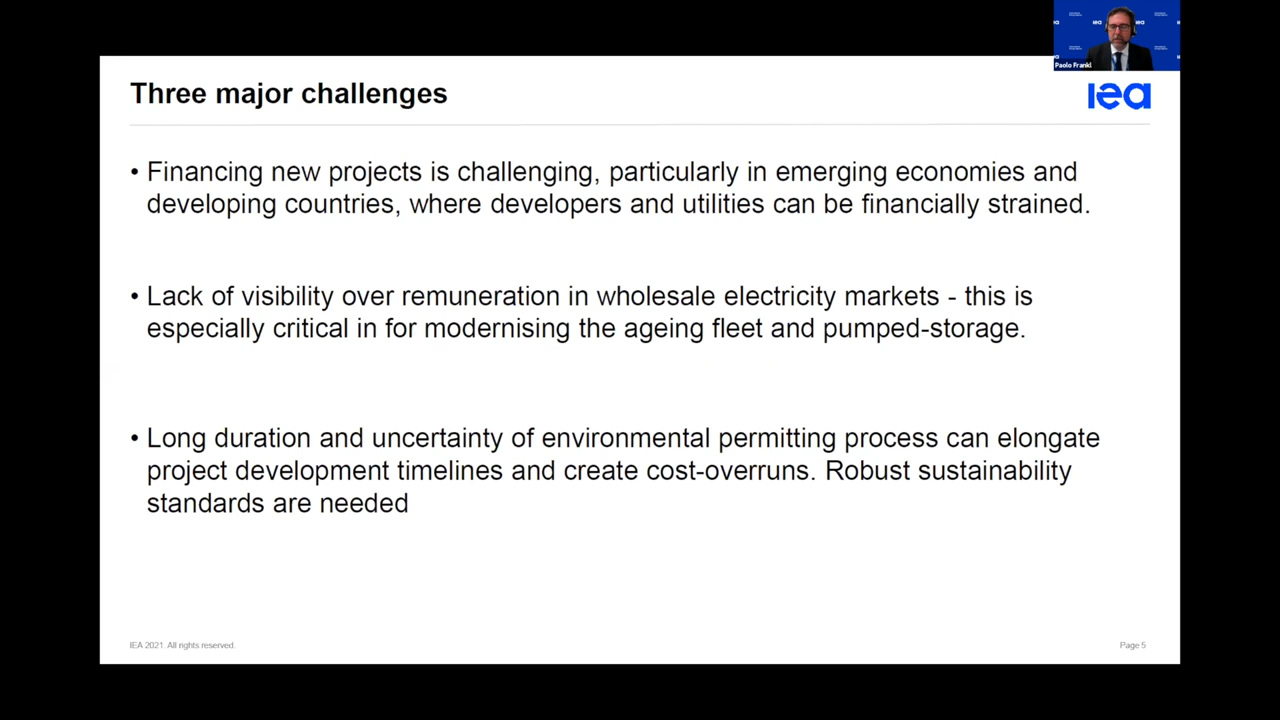 Paolo Frankl
Three major challenges
iea
• Financing new projects is challenging, particularly in emerging economies and
developing countries, where developers and utilities can be financially strained.
• Lack of visibility over remuneration in wholesale electricity markets - this is
especially critical in for modernising the ageing fleet and pumped-storage.
• Long duration and uncertainty of environmental permitting process can elongate
project development timelines and create cost-overruns. Robust sustainability
standards are needed
IEA 2021. All rights reserved.
Page 5